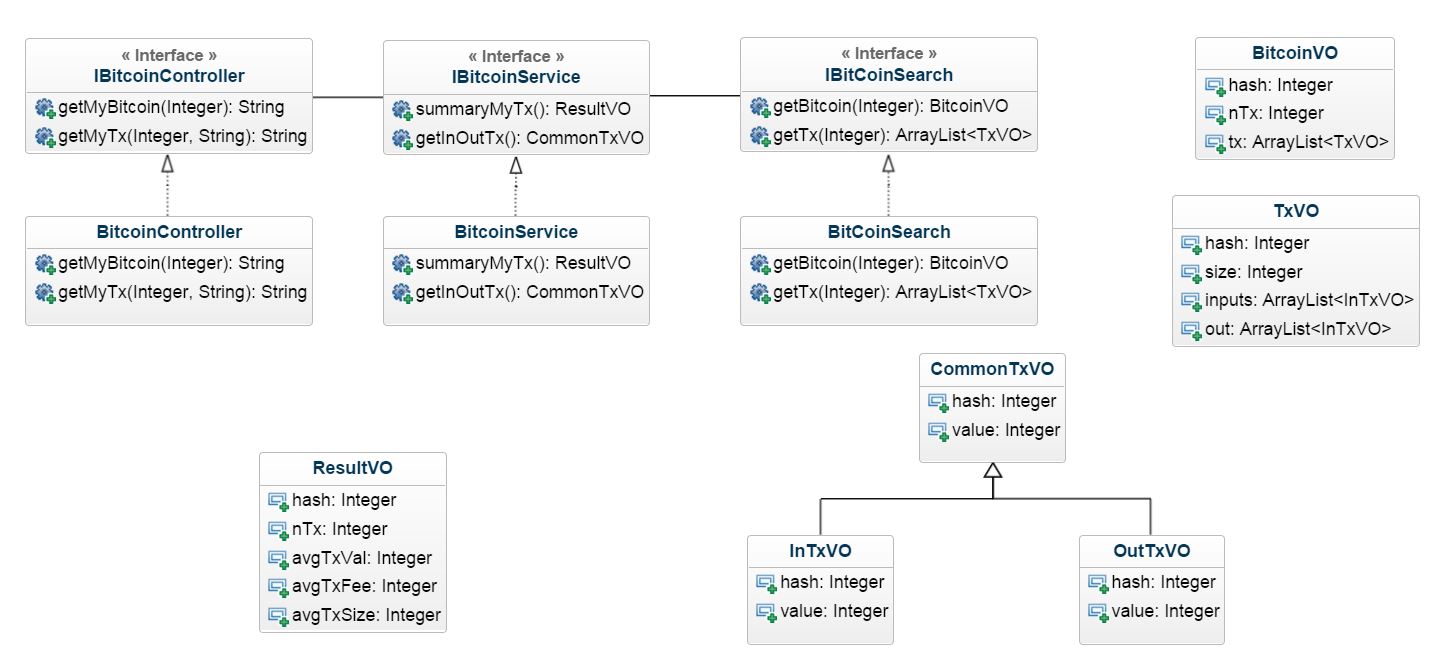 « Interface »
IBitcoinController
getMyBitcoin(Integer): String
getMyTx(Integer, String): String
« Interface »
IBitcoinService
summaryMyTx(): ResultVO
getInOutTx(): CommonTxVO
« Interface »
IBitCoinSearch
getBitcoin(Integer): BitcoinVO
getTx(Integer): ArrayList<TxVO>
BitcoinVO
hash: Integer
nTx: Integer
tx: ArrayList<TxVO>
BitcoinController
getMyBitcoin(Integer): String
getMyTx(Integer, String): String
BitcoinService
summaryMyTx(): ResultVO
getInOutTx(): CommonTxVO
BitCoinSearch
getBitcoin(Integer): BitcoinVO
getTx(Integer): ArrayList<TxVO>
TxVO
hash: Integer
size: Integer
inputs: ArrayList<InTxVO>
out: ArrayList<InTxVO>
CommonTxVO
hash: Integer
value: Integer
ResultVO
hash: Integer
nTx: Integer
avgTxVal: Integer
avgTxFee: Integer
avgTxSize: Integer
InTxVO
hash: Integer
value: Integer
OutTxVO
hash: Integer
value: Integer